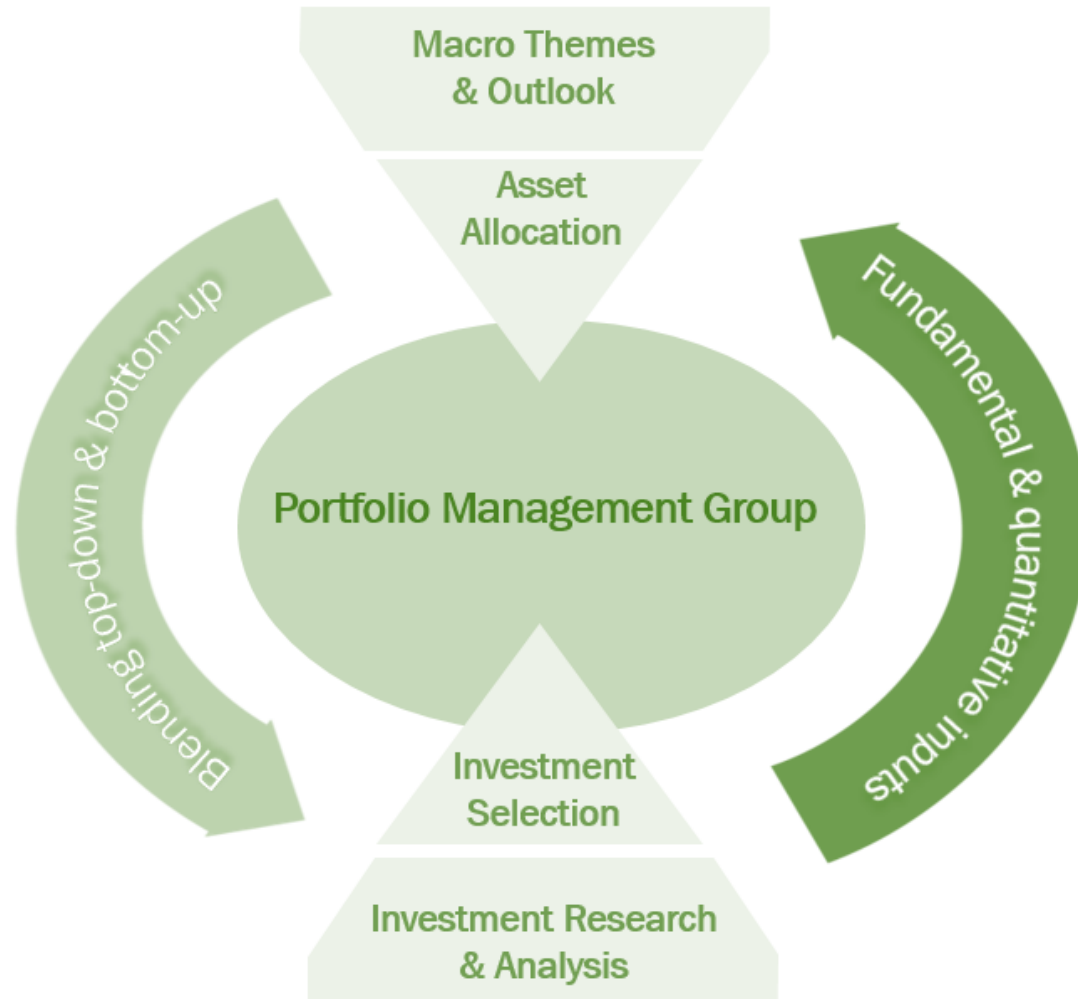 Macro Themes
& Outlook
Asset
Allocation
Blending top-down & bottom-up
Fundamental & quantitative inputs
Portfolio Management Group
Investment
Selection
Investment Research
& Analysis